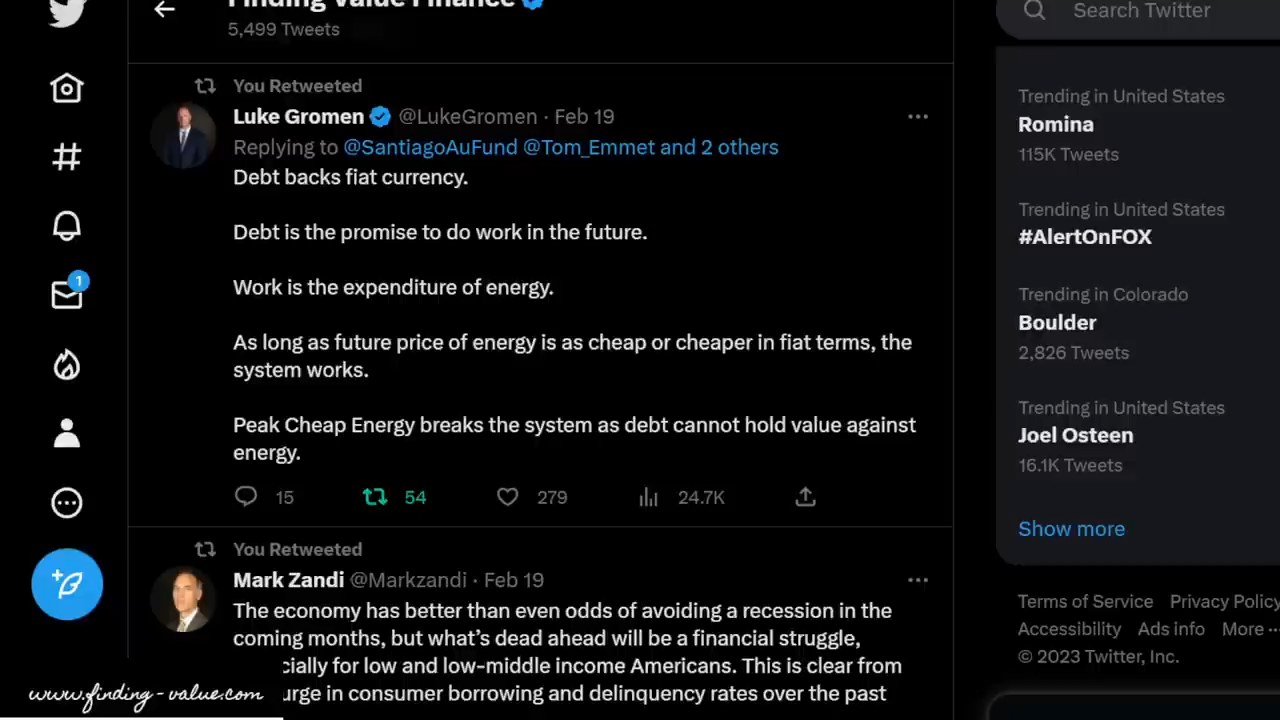 Finding Value Finance
5,499 Tweets
You Retweeted
Luke Gromen @LukeGromen · Feb 19
Replying to @SantiagoAuFund @Tom_Emmet and 2 others
Debt backs fiat currency.
Debt is the promise to do work in the future.
Work is the expenditure of energy.
As long as future price of energy is as cheap or cheaper in fiat terms, the
system works.
Peak Cheap Energy breaks the system as debt cannot hold value against
energy.
15 54 279 24.7K
You Retweeted
Mark Zandi @Markzandi · Feb 19
The economy has better than even odds of avoiding a recession in the
coming months, but what's dead ahead will be a financial struggle,
cially for low and low-middle income Americans. This is clear from
urge in consumer borrowing and delinquency rates over the past
1
www.finding-value.com
Search Twitter
Trending in United States
Romina
115K Tweets
Trending in United States
#AlertOnFOX
Trending in Colorado
Boulder
2,826 Tweets
Trending in United States
Joel Osteen
16.1K Tweets
Show more
Terms of Service Privacy Policy
Accessibility Ads info More ···
© 2023 Twitter, Inc.